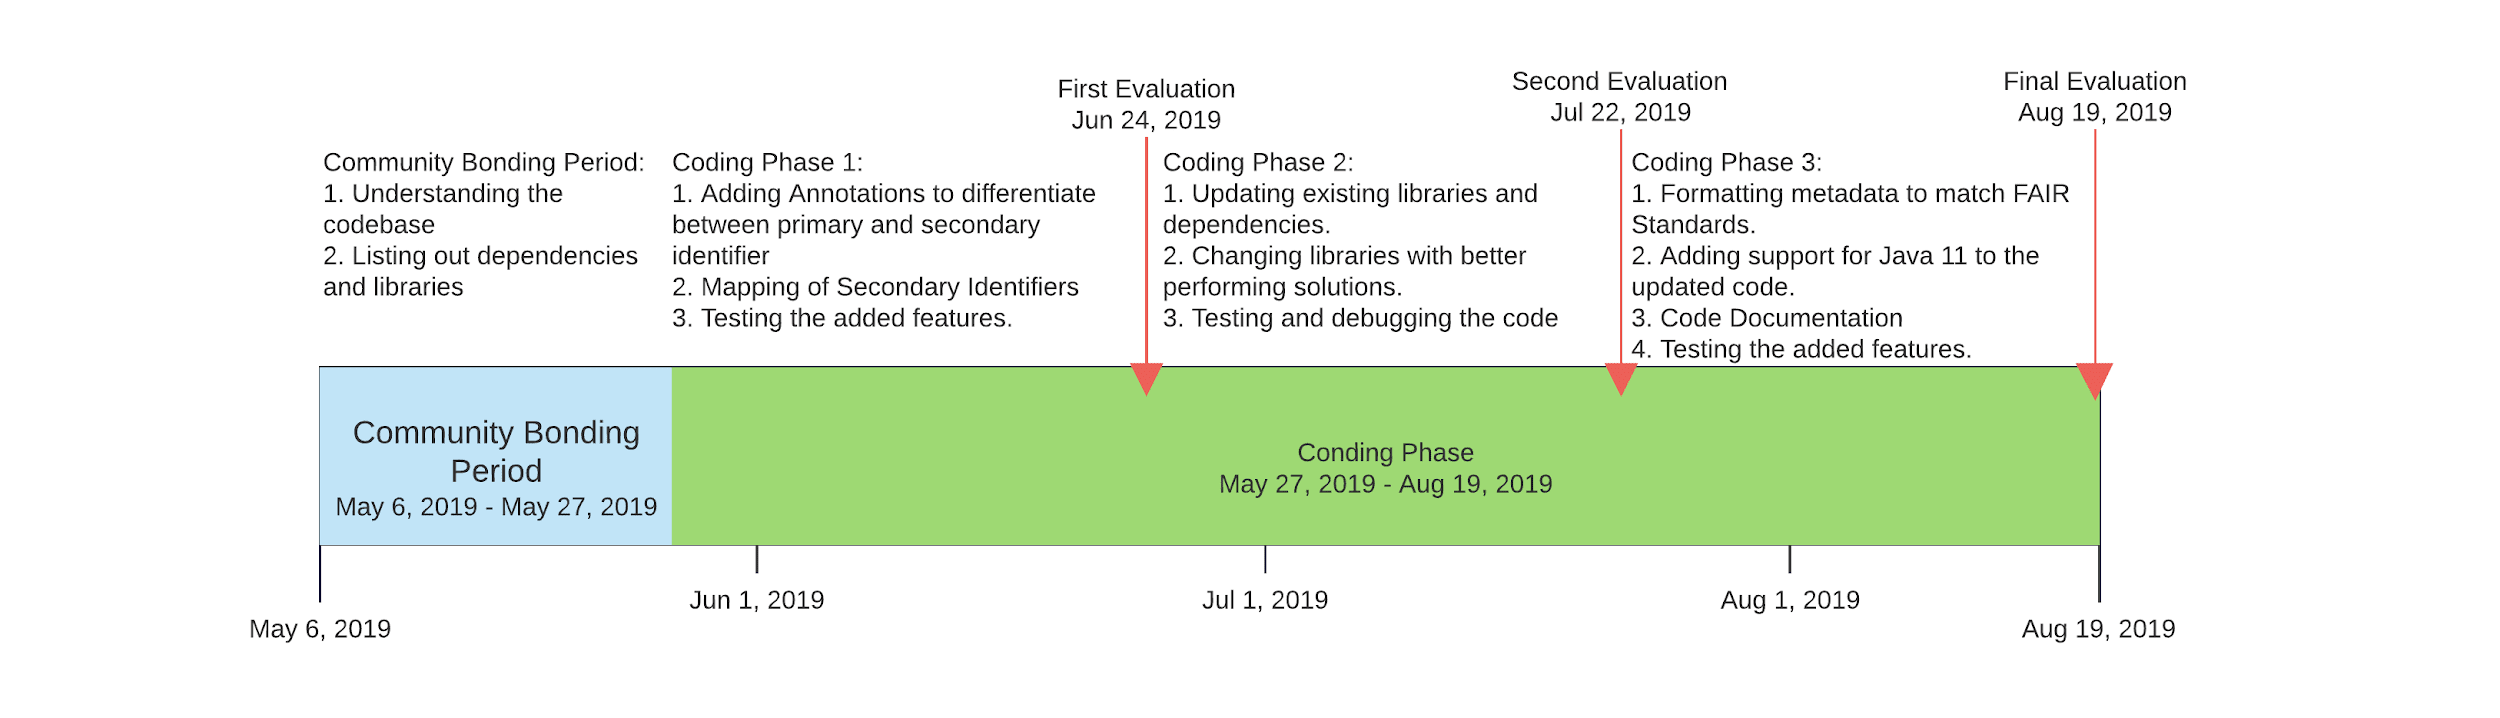 First Evaluation
Jun 24, 2019
Second Evaluation
Jul 22, 2019
Final Evaluation
Aug 19, 2019
Community Bonding Period:
1. Understanding the
codebase
2. Listing out dependencies
and libraries
Coding Phase 1:
1. Adding Annotations to differentiate
between primary and secondary
identifier
2. Mapping of Secondary Identifiers
3. Testing the added features.
Coding Phase 2:
1. Updating existing libraries and
dependencies.
2. Changing libraries with better
performing solutions.
3. Testing and debugging the code
Coding Phase 3:
1. Formatting metadata to match FAIR
Standards.
2. Adding support for Java 11 to the
updated code.
3. Code Documentation
4. Testing the added features.
Community Bonding
Period
May 6, 2019 - May 27, 2019
Conding Phase
May 27, 2019 - Aug 19, 2019
May 6, 2019
Jun 1, 2019
Jul 1, 2019
Aug 1, 2019
Aug 19, 2019